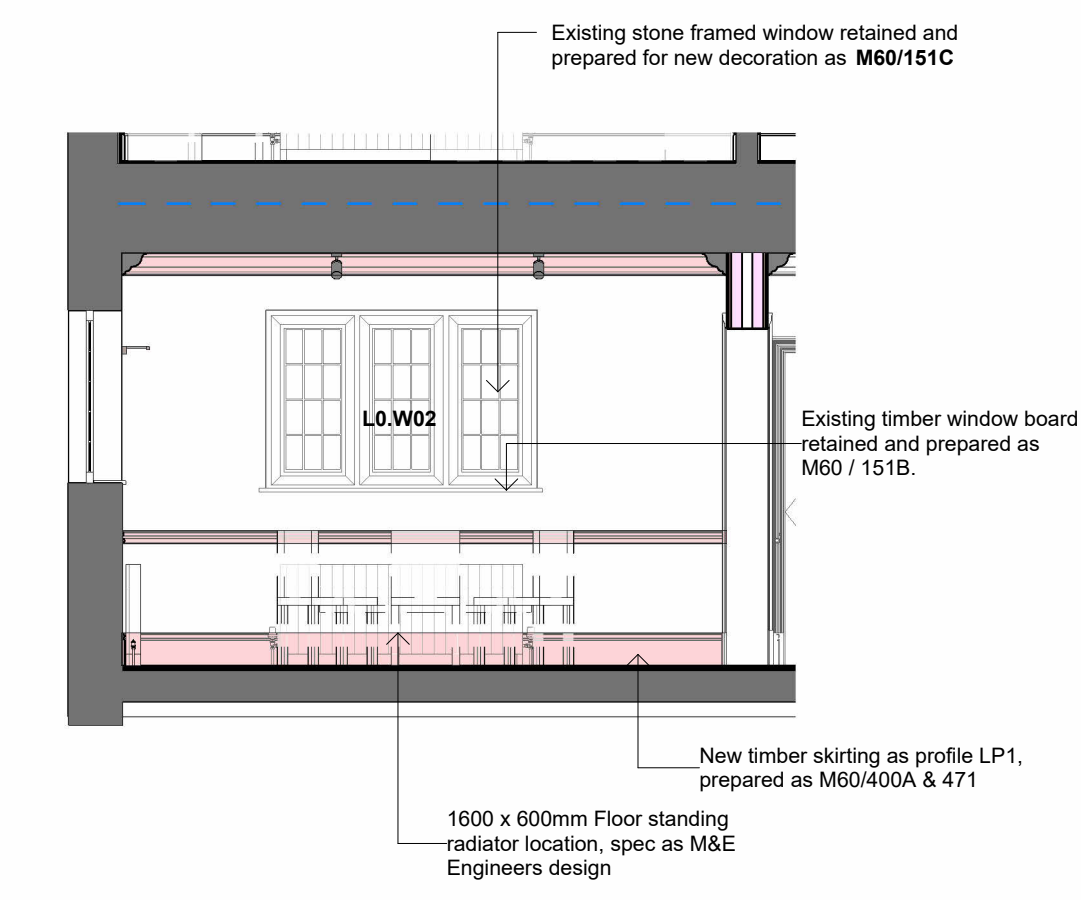 Existing stone framed window retained and
prepared for new decoration as M60/151C
L0.W02
Existing timber window board
retained and prepared as
M60 / 151B.
New timber skirting as profile LP1,
prepared as M60/400A & 471
1600 x 600mm Floor standing
radiator location, spec as M&E
Engineers design